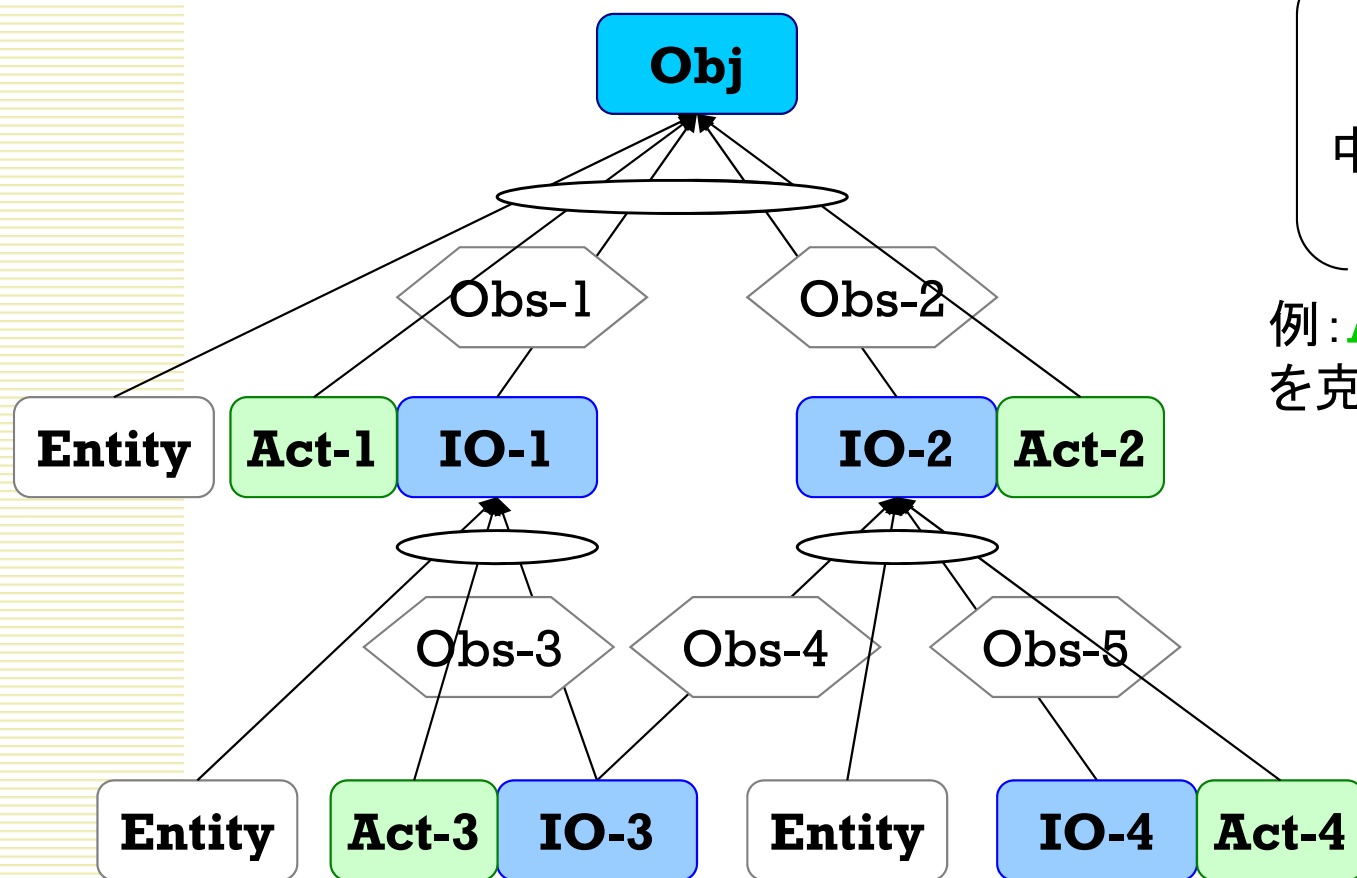 Obj
中
Obs-1
Obs-2
例:
を克
Entity
Act-1
IO-1
IO-2
Act-2
Obs-3
Obs-4
Obs-5
Entity
Act-3
IO-3
Entity
IO-4
Act-4